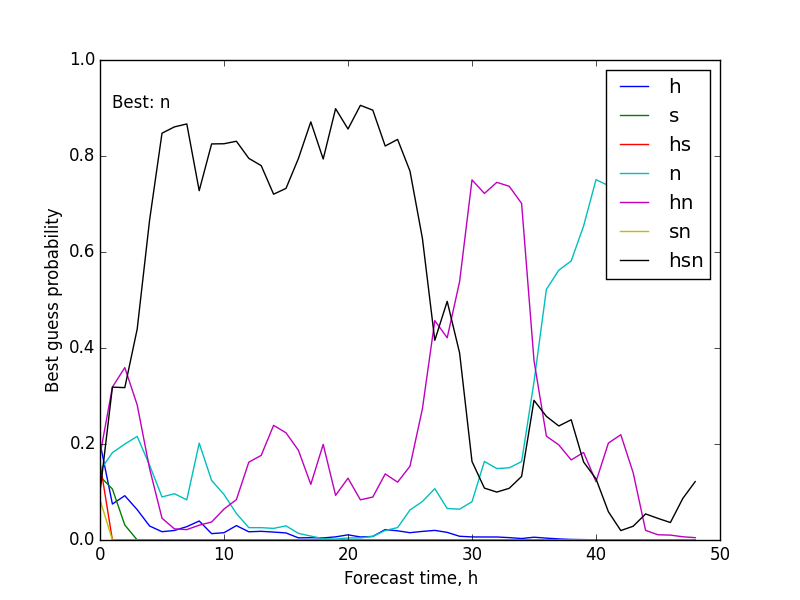 1.0
Best: n
h
s
hs
n
hn
sn
hsn
0.8
0.6
0.4
0.2
0.0
Best guess probability
0 10 20 30 40 50
Forecast time, h